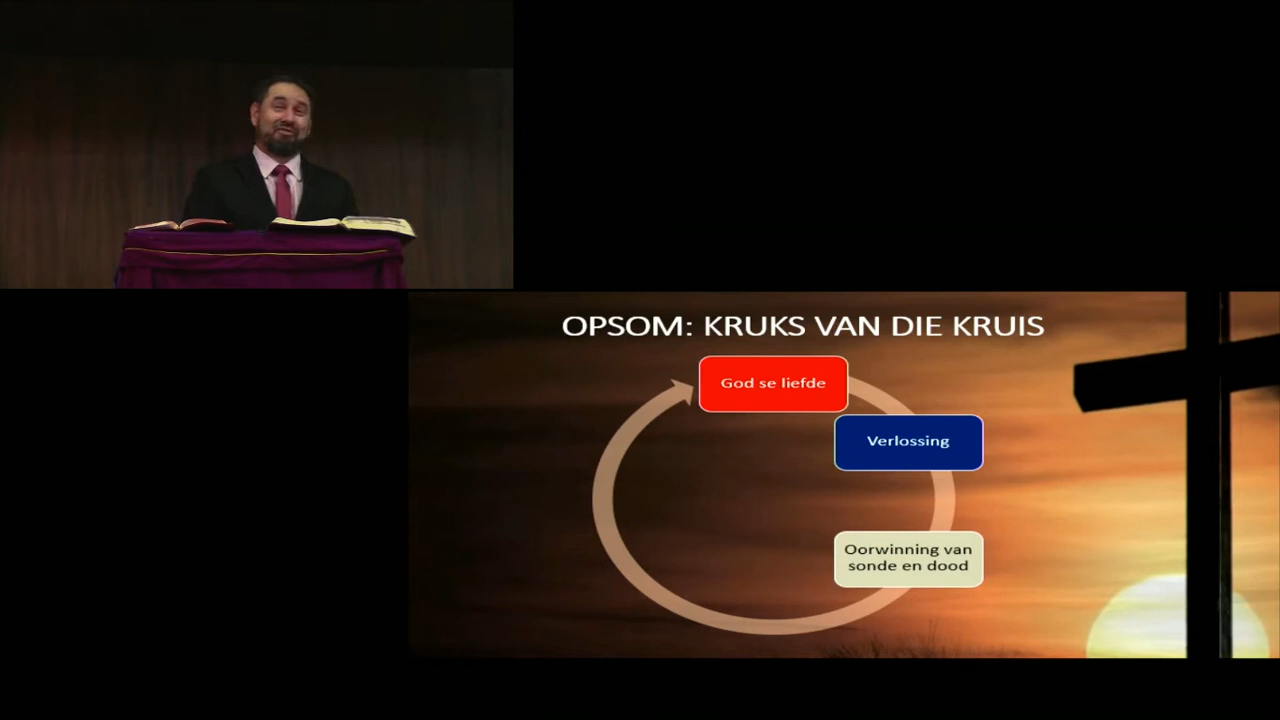 OPSOM: KRUKS VAN DIE KRUIS
God se liefde
Verlossing
Oorwinning van
sonde en dood